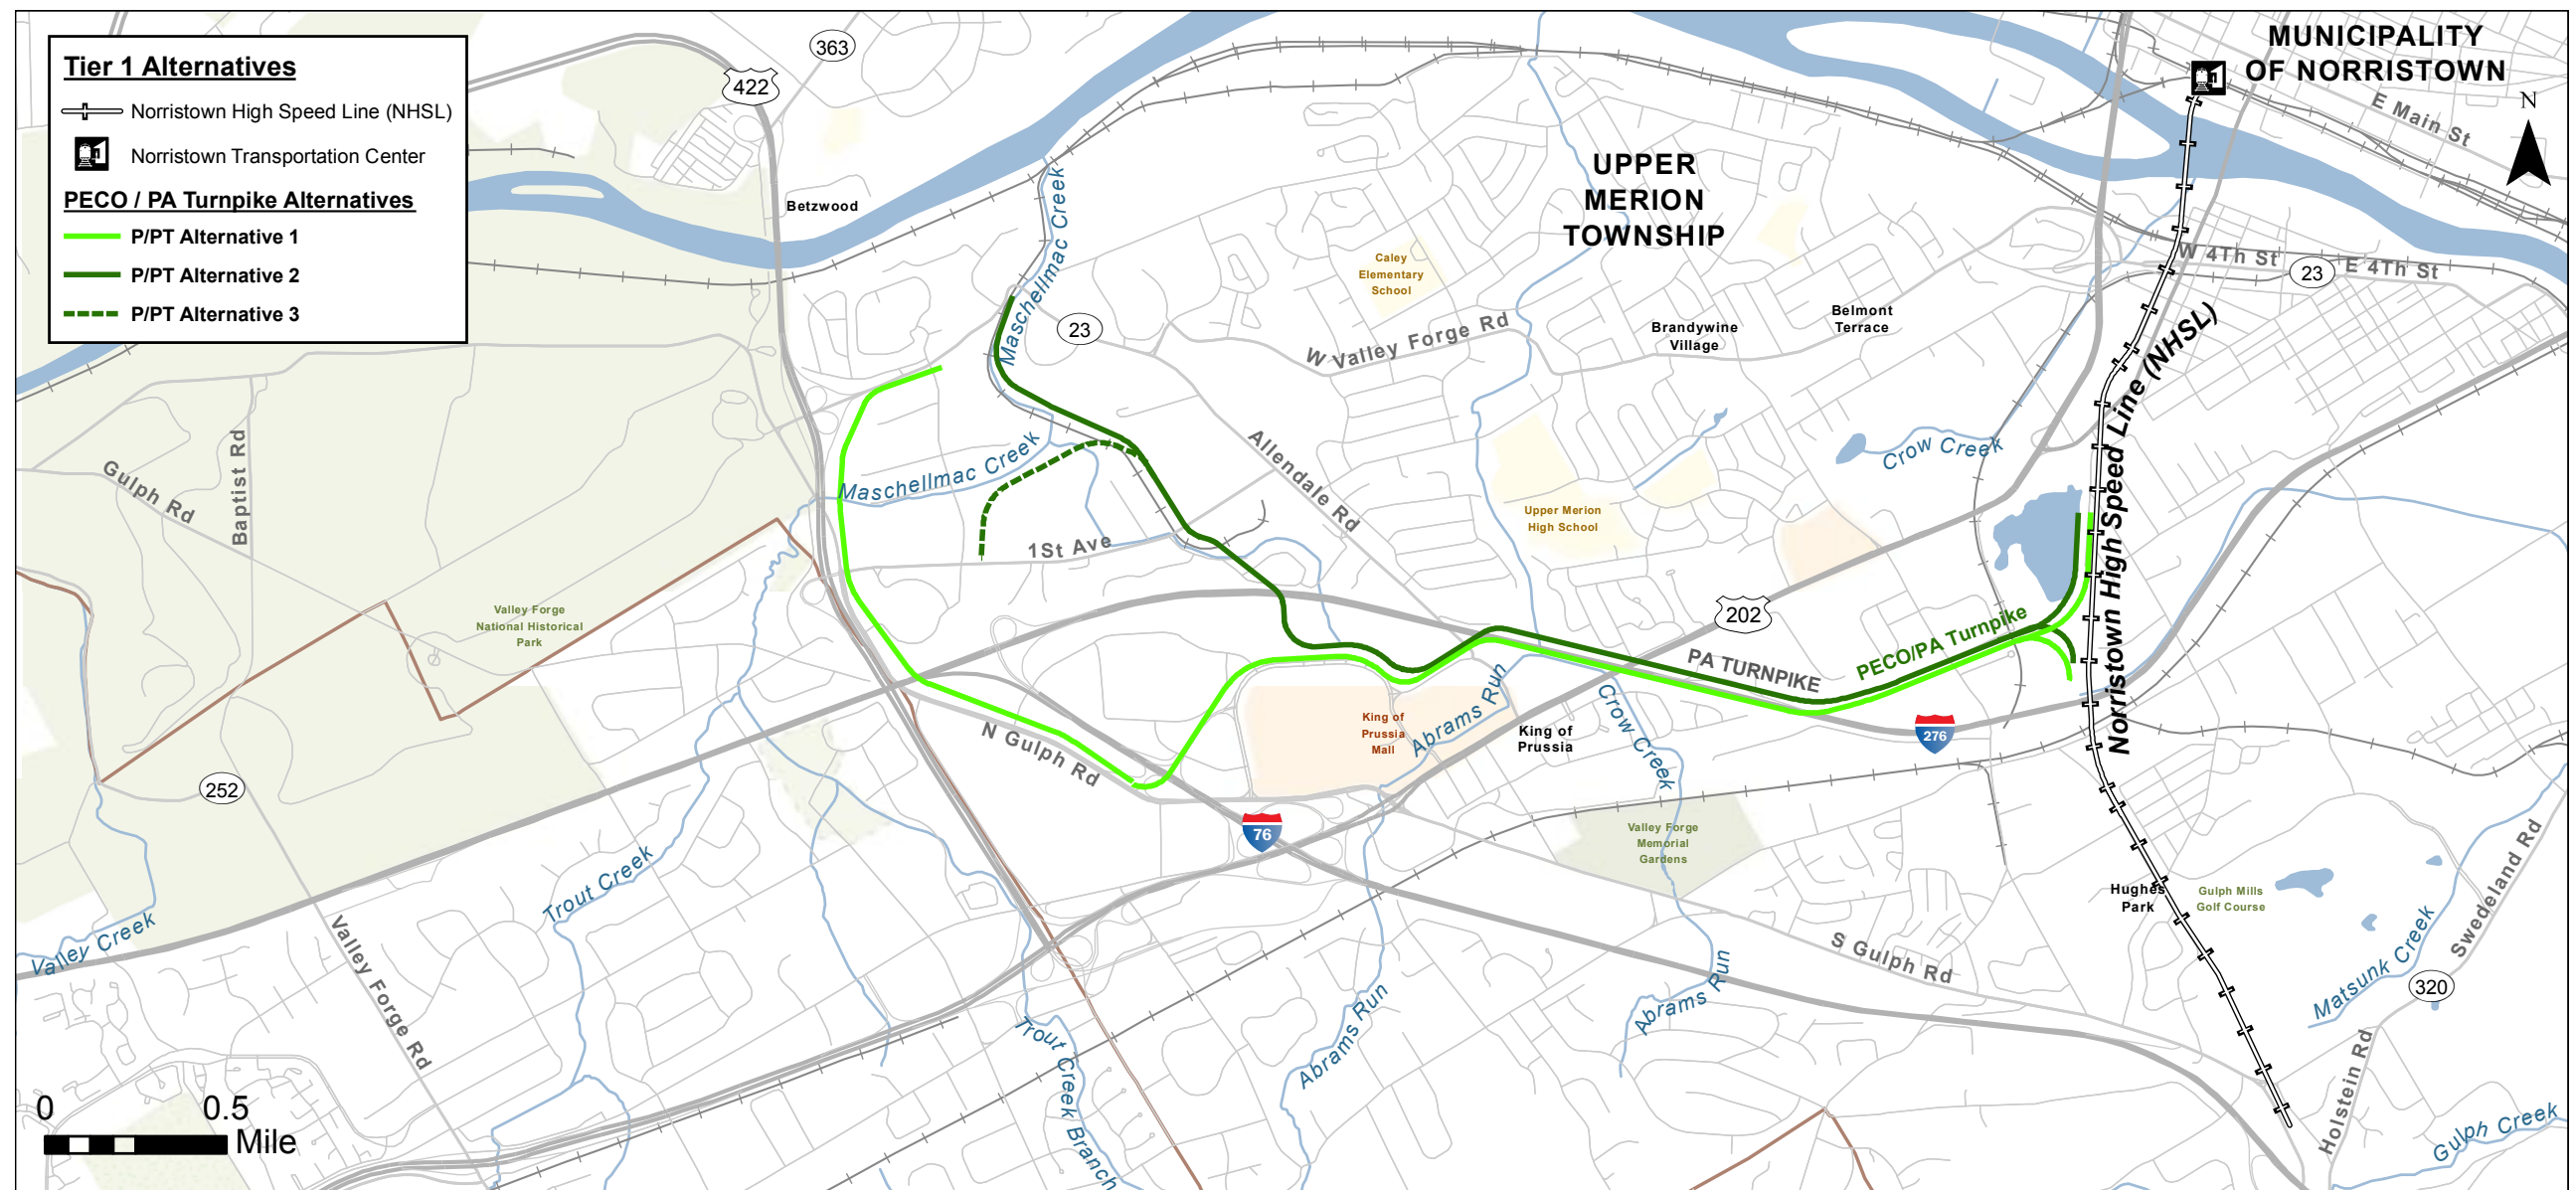 Tier 1 Alternatives
Norristown High Speed Line (NHSL)
Norristown Transportation Center
PECO / PA Turnpike Alternatives
P/PT Alternative 1
P/PT Alternative 2
P/PT Alternative 3
363
422
MUNICIPALITY
OF NORRISTOWN
N
E Main St
Betzwood
Maschellmac Creek
UPPER
MERION
TOWNSHIP
Caley
Elementary
School
W 4Th St
E 4Th St
23
23
W Valley Forge Rd
Brandywine
Village
Belmont
Terrace
Norristown High Speed Line (NHSL)
Gulph Rd
Baptist Rd
Maschellmac Creek
Allendale Rd
Crow Creek
Upper Merion
High School
1St Ave
Valley Forge
National Historical
Park
202
PECO/PA Turnpike
PA TURNPIKE
N Gulph Rd
King of
Prussia
Mall
Abrams Run
King of
Prussia
Crow Creek
276
252
76
Valley Forge
Memorial
Gardens
Trout Creek
Hughes
Park
Gulph Mills
Golf Course
Swedeland Rd
Valley Creek
Valley Forge Rd
S Gulph Rd
Abrams Run
Abrams Run
Matsunk Creek
320
Trout Creek Branch
Holstein Rd
Gulph Creek
0 0.5
Mile